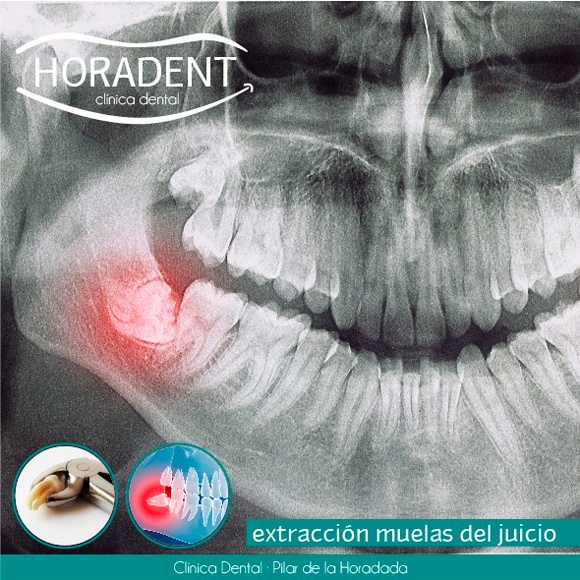 HORADENT
clínica dental
extracción muelas del juicio
Clínica Dental · Pilar de la Horadada